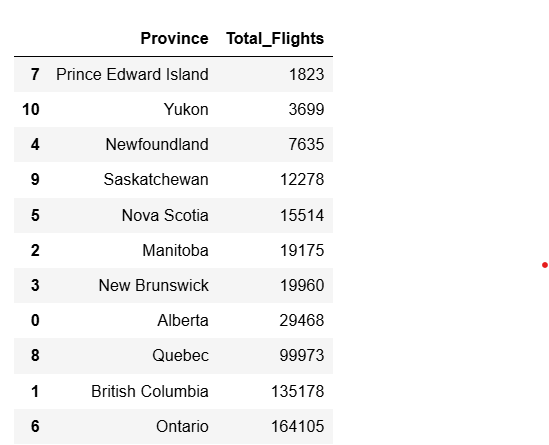 Province Total_Flights
7 Prince Edward Island 1823
10 Yukon 3699
4 Newfoundland 7635
9 Saskatchewan 12278
5 Nova Scotia 15514
2 Manitoba 19175
3 New Brunswick 19960
0 Alberta 29468
8 Quebec 99973
1 British Columbia 135178
6 Ontario 164105